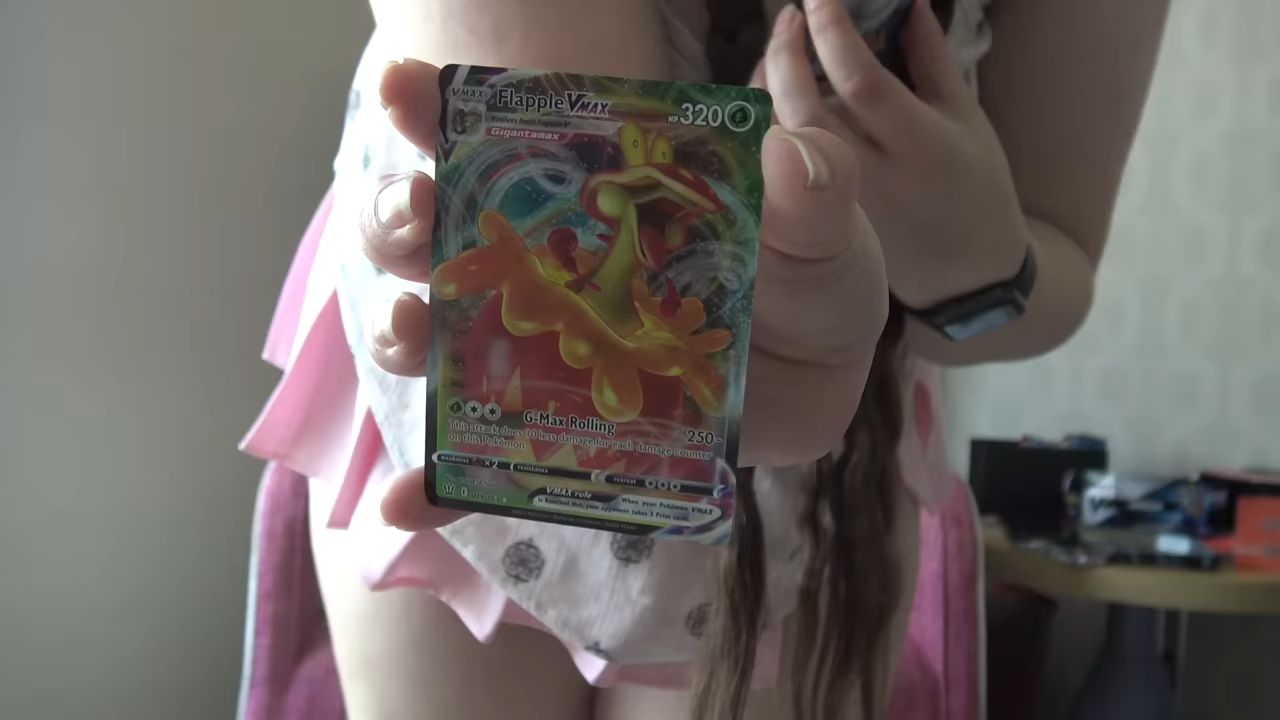 VMAX
Flapple VMAX
HP 320
Evolves from Flapple V
Gigantamax
G-Max Rolling 250-
This attack does 10 less damage for each damage counter
on this Pokémon
weakness ×2 resistance retreat
VMAX rule When your Pokémon VMAX
is Knocked Out, your opponent takes 3 Prize cards.